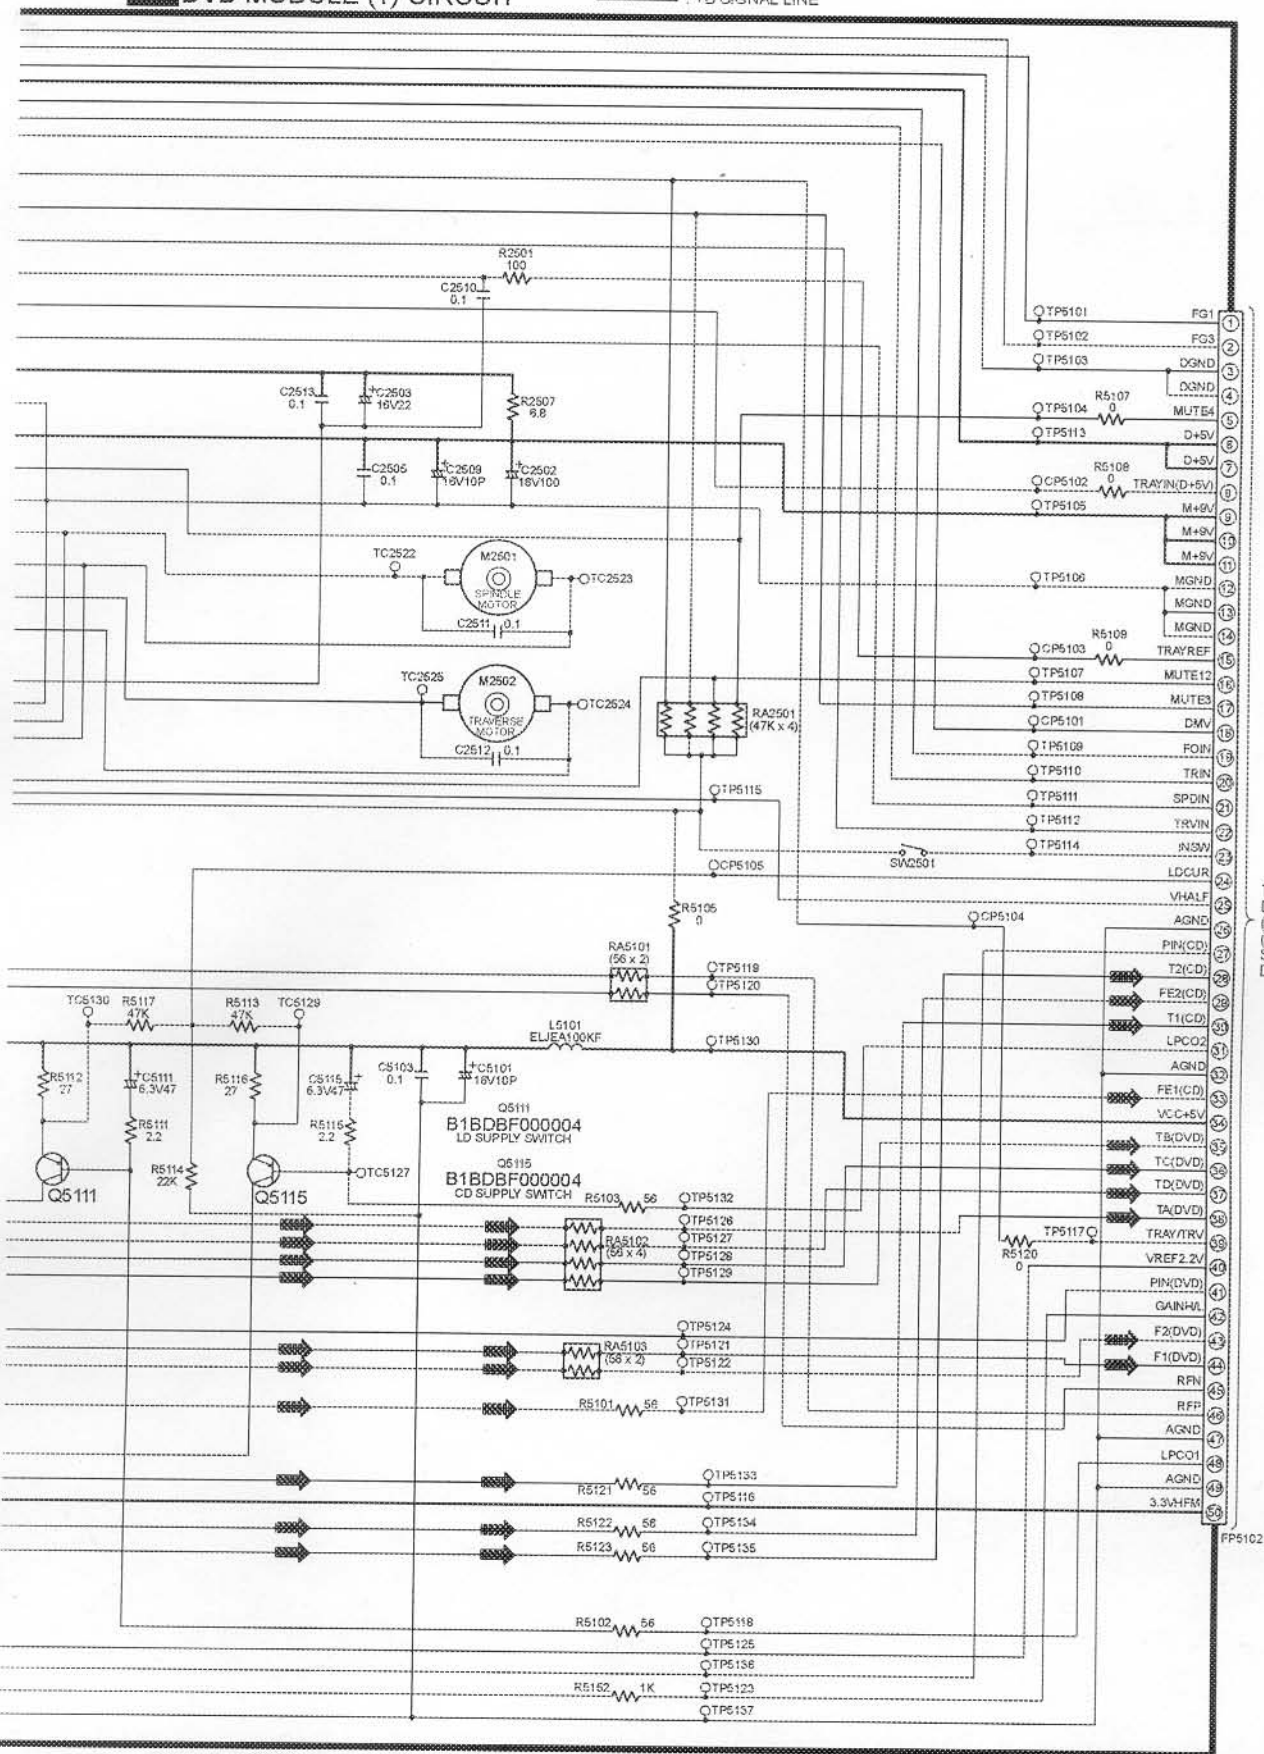 DVD MODULE (1) CIRCUIT
: FB SIGNAL LINE
R2501
100
C2510
0.1
TP5101 FG1 1
TP5102 FG3 2
TP5103 DGND 3
DGND 4
C2513
0.1
C2503
16V22
R2507
6.8
R5107
0
TP5104 MUTE4 5
TP5113 D+5V 6
D+5V 7
C2505
0.1
C2509
16V10P
C2502
16V100
R5108
0
CP5102 TRAYIN(D+5V) 8
TP5105 M+9V 9
M+9V 10
M+9V 11
TC2522
M2501
SPINDLE
MOTOR
TC2523
C2511 0.1
TP5106 MGND 12
MGND 13
MGND 14
R5109
0
CP5103 TRAYREF 15
TC2525
M2502
TRAVERSE
MOTOR
TC2524
C2512 0.1
RA2501
(47K x 4)
TP5107 MUTE12 16
TP5108 MUTE3 17
CP5101 DMV 18
TP5109 FOIN 19
TP5110 TRIN 20
TP5115
TP5111 SPDIN 21
TP5112 TRVIN 22
SW2501
TP5114 INSW 23
CP5105 LDCUR 24
VHALF 25
R5105
0
CP5104 AGND 26
PIN(CD) 27
RA5101
(56 x 2)
TP5119
TP5120
T2(CD) 28
FE2(CD) 29
T1(CD) 30
TC5130
R5117
47K
R5113
47K
TC5129
L5101
ELJEA100KF
TP5130
LPCO2 31
AGND 32
R5112
27
C5111
6.3V47
R5116
27
C5115
6.3V47
C5103
0.1
C5101
16V10P
FE1(CD) 33
VCC+5V 34
R5111
2.2
R5115
2.2
Q5111
B1BDBF000004
LD SUPPLY SWITCH
TB(DVD) 35
Q5111
R5114
22K
Q5115
TC5127
Q5115
B1BDBF000004
CD SUPPLY SWITCH
TC(DVD) 36
TD(DVD) 37
R5103 56 TP5132
TA(DVD) 38
TP5126
RA5102
(56 x 4)
TP5127
TP5128
TP5129
TP5117
R5120
0
TRAY/TRV 39
VREF2.2V 40
PIN(DVD) 41
GAINH/L 42
TP5124
RA5103
(56 x 2)
TP5121
TP5122
F2(DVD) 43
F1(DVD) 44
RFN 45
R5101 56 TP5131
RFP 46
AGND 47
LPCO1 48
R5121 56 TP5133
AGND 49
TP5116
3.3VHFM 50
R5122 56 TP5134
R5123 56 TP5135
FP5102
R5102 56 TP5118
TP5125
TP5136
R5152 1K TP5123
TP5137